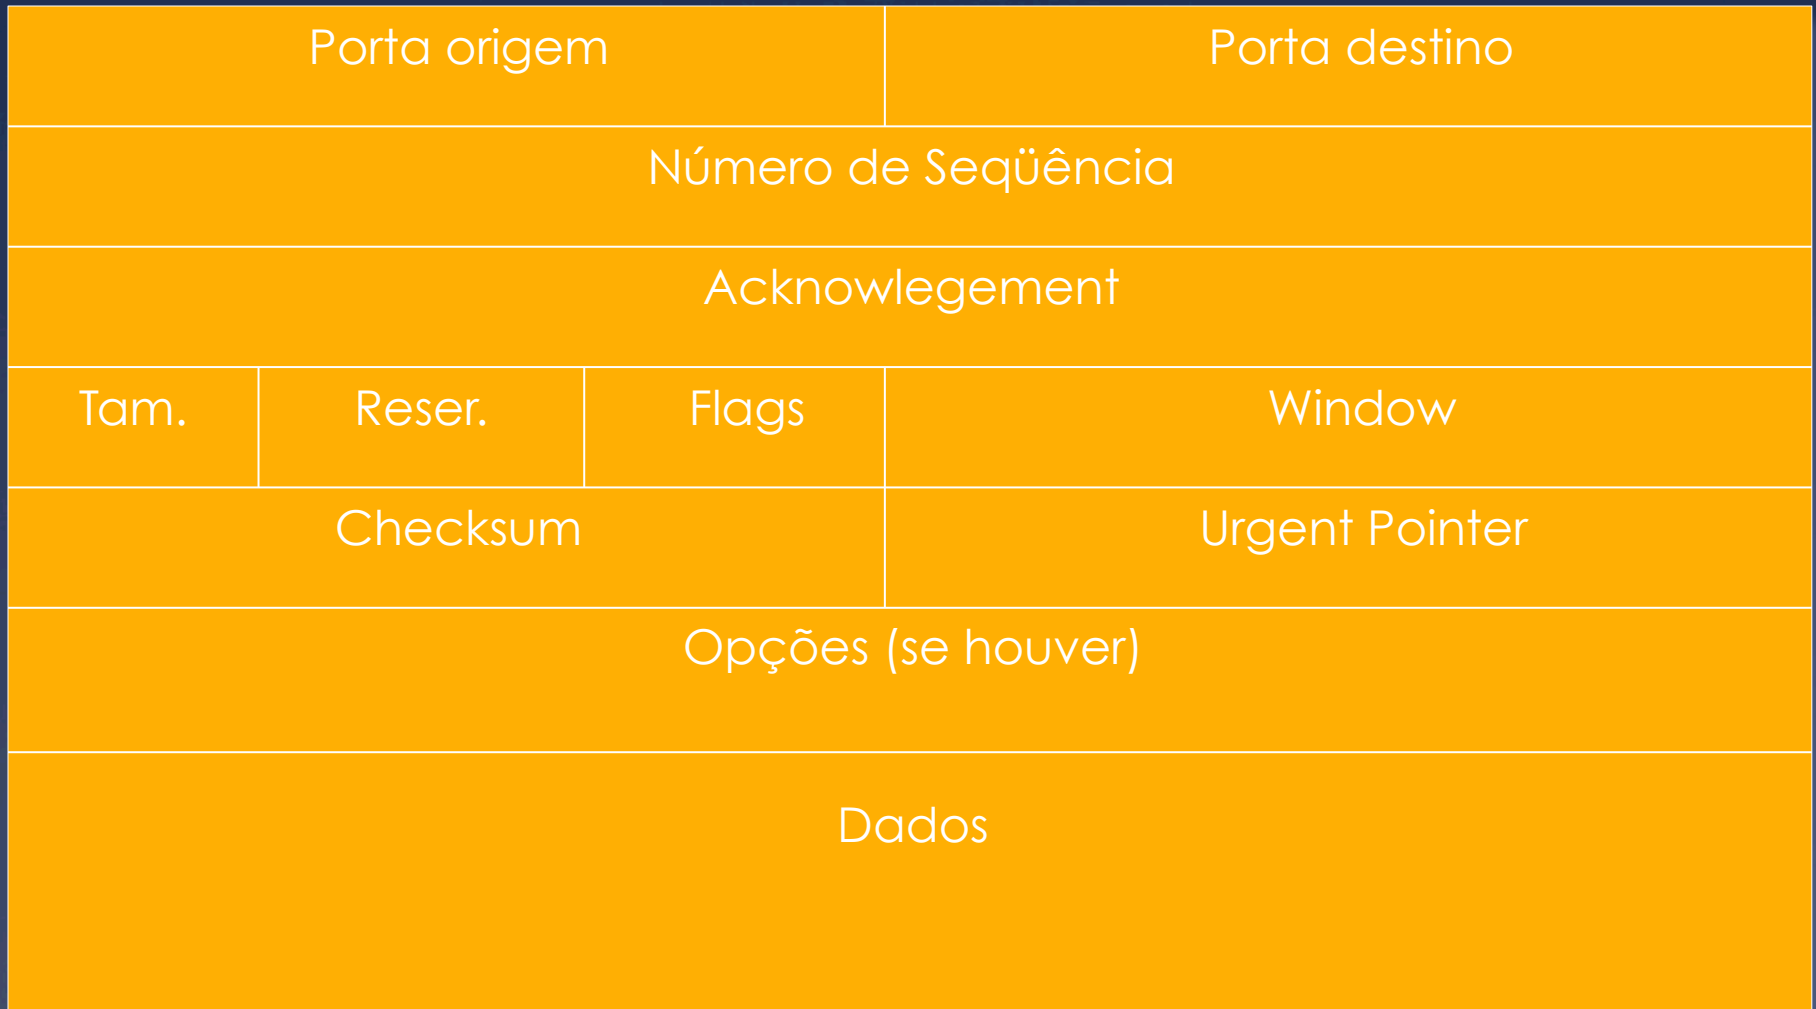 Porta origem
Porta destino
Número de Seqüência
Acknowlegement
Tam.
Reser.
Flags
Window
Checksum
Urgent Pointer
Opções (se houver)
Dados